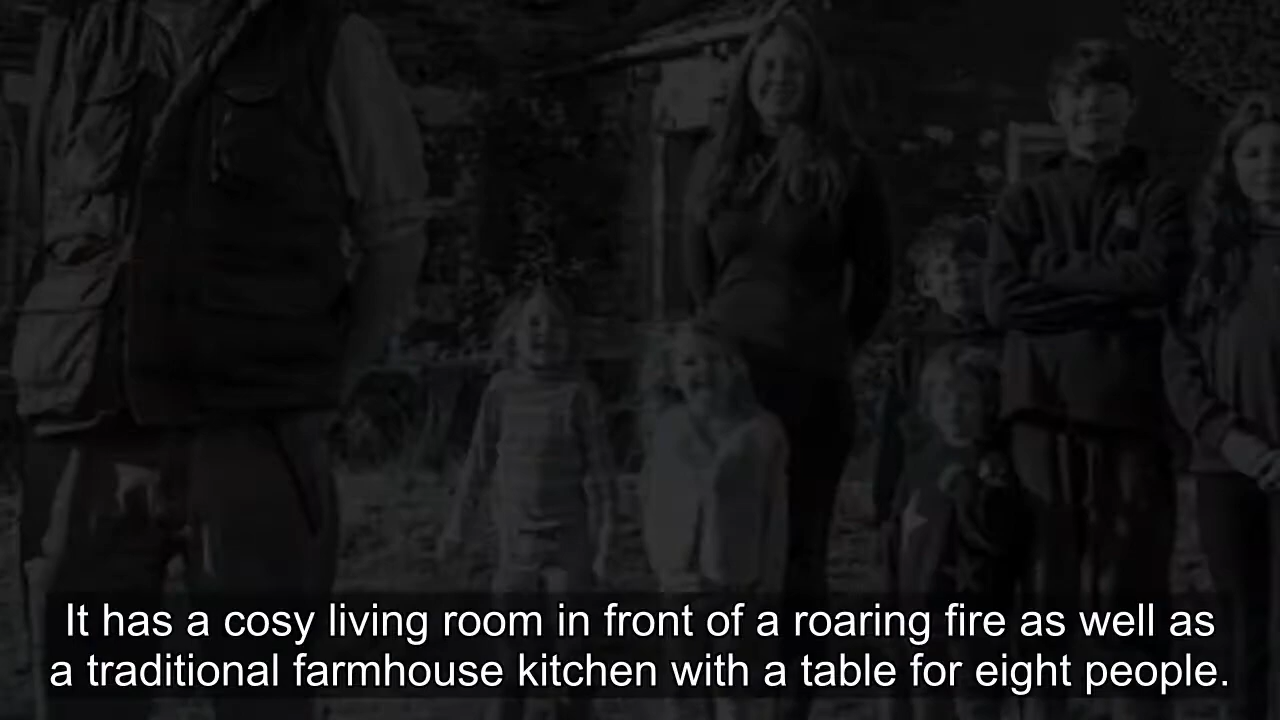 It has a cosy living room in front of a roaring fire as well as
a traditional farmhouse kitchen with a table for eight people.